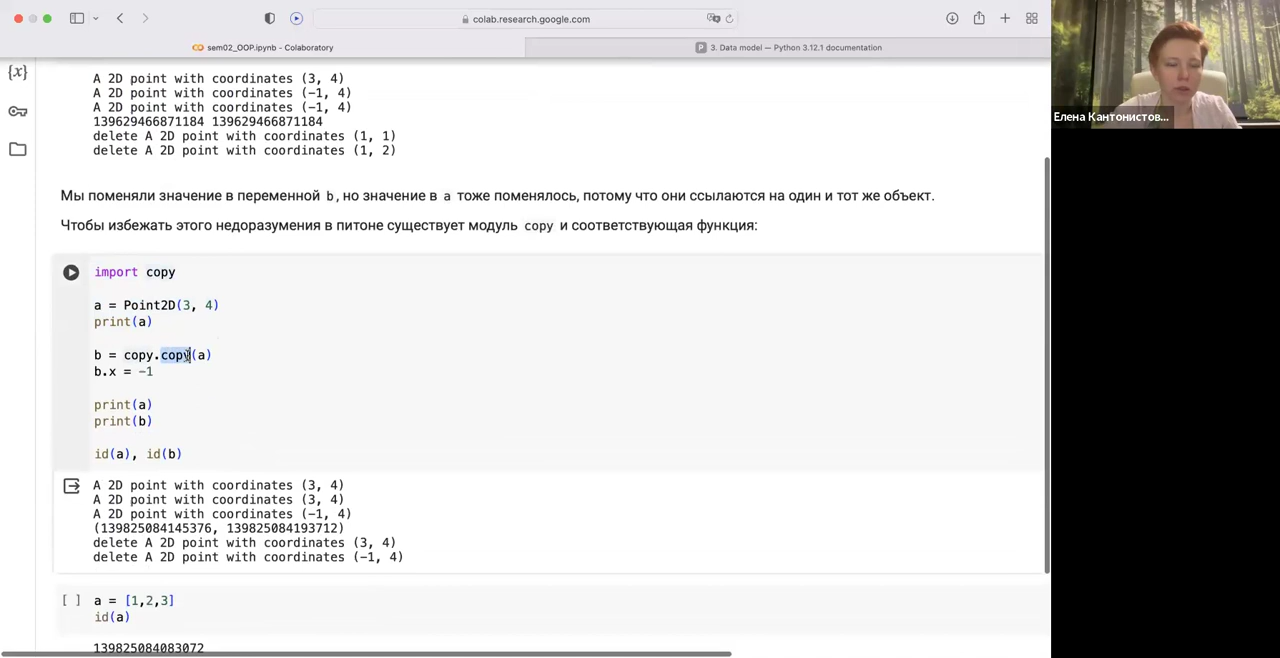 colab.research.google.com
sem02_OOP.ipynb - Colaboratory
3. Data model — Python 3.12.1 documentation
{x}
A 2D point with coordinates (3, 4)
A 2D point with coordinates (-1, 4)
A 2D point with coordinates (-1, 4)
139629466871184 139629466871184
delete A 2D point with coordinates (1, 1)
delete A 2D point with coordinates (1, 2)
Мы поменяли значение в переменной b, но значение в a тоже поменялось, потому что они ссылаются на один и тот же объект.
Чтобы избежать этого недоразумения в питоне существует модуль copy и соответствующая функция:
import copy
a = Point2D(3, 4)
print(a)
b = copy.copy(a)
b.x = -1
print(a)
print(b)
id(a), id(b)
A 2D point with coordinates (3, 4)
A 2D point with coordinates (3, 4)
A 2D point with coordinates (-1, 4)
(139825084145376, 139825084193712)
delete A 2D point with coordinates (3, 4)
delete A 2D point with coordinates (-1, 4)
[ ] a = [1,2,3]
id(a)
139825084083072
Елена Кантонистов...